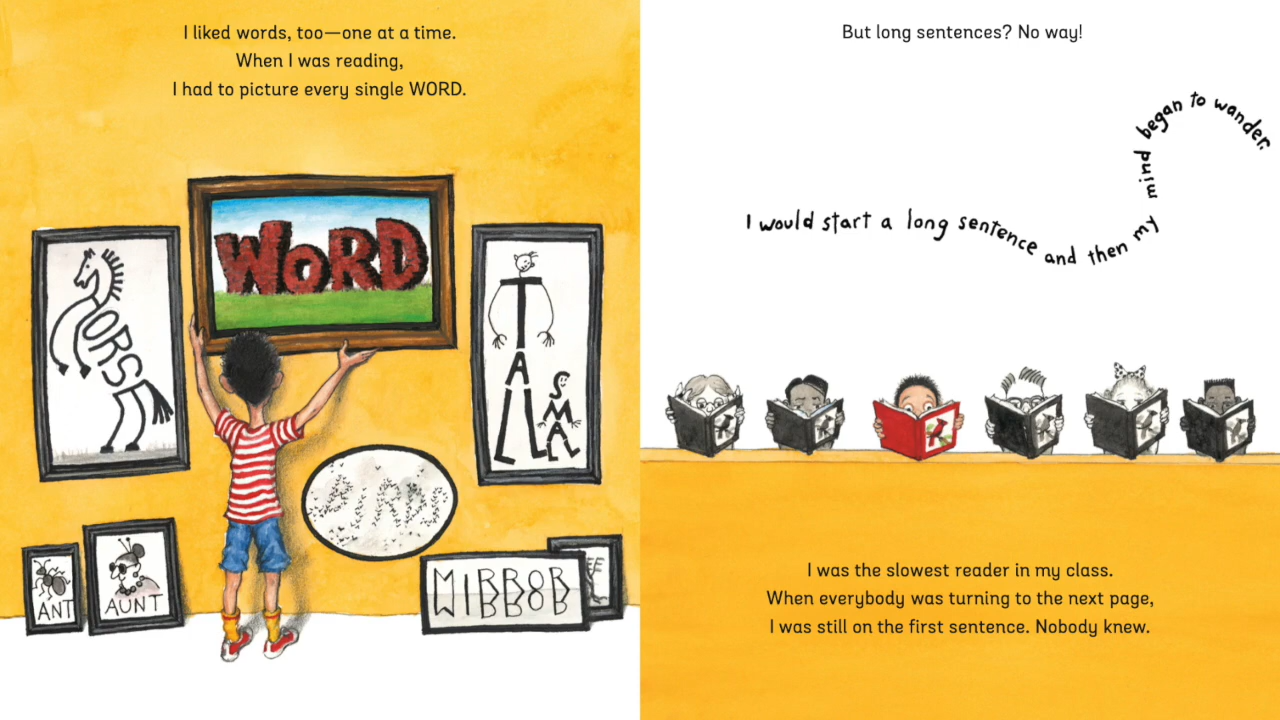 I liked words, too—one at a time.
When I was reading,
I had to picture every single WORD.
WORD
HORSE
TALL
SMALL
ANT
AUNT
MIRROR
But long sentences? No way!
I would start a long sentence and then my mind began to wander.
I was the slowest reader in my class.
When everybody was turning to the next page,
I was still on the first sentence. Nobody knew.